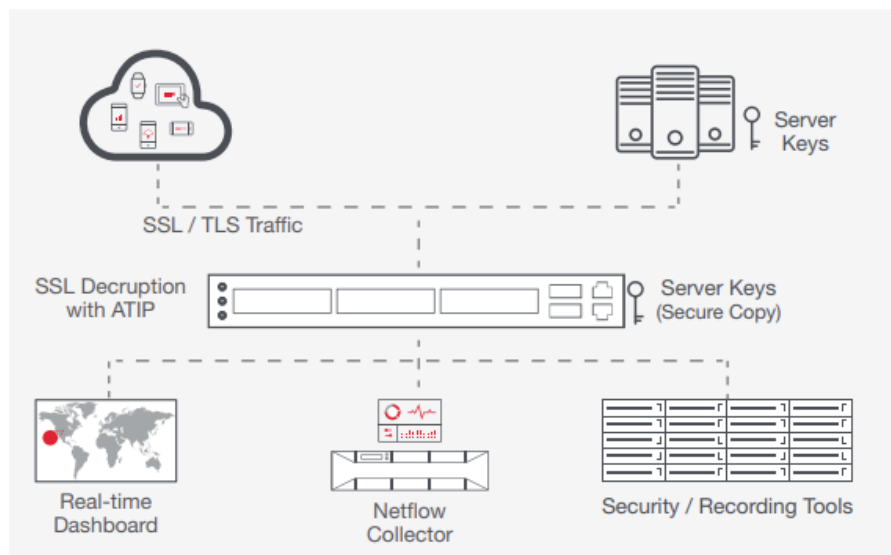 Server
Keys
SSL / TLS Traffic
SSL Decruption
with ATIP
Server Keys
(Secure Copy)
Real-time
Dashboard
Netflow
Collector
Security / Recording Tools